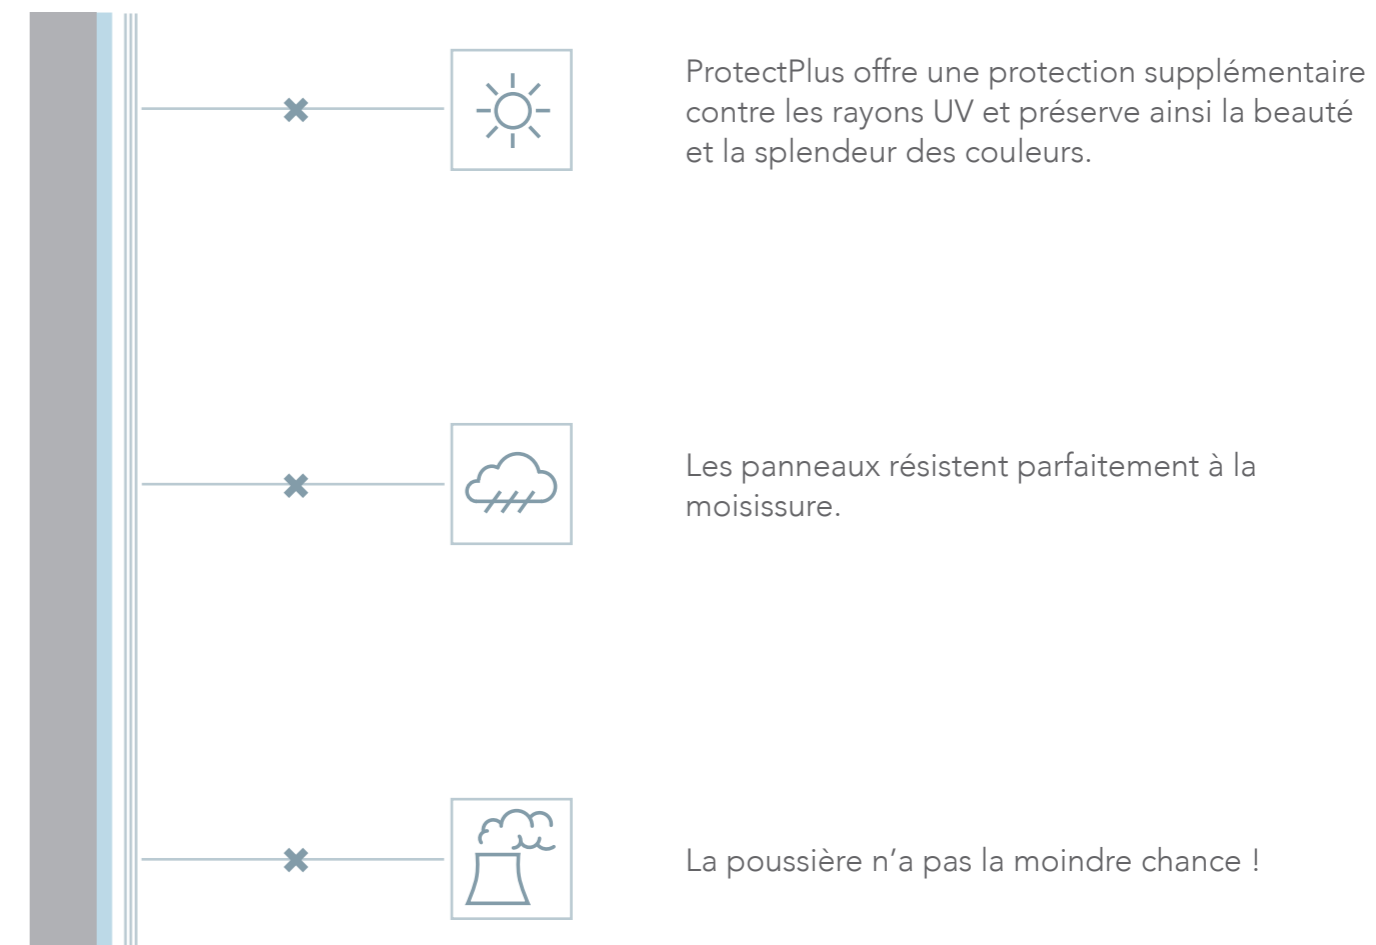 ProtectPlus offre une protection supplémentaire
contre les rayons UV et préserve ainsi la beauté
et la splendeur des couleurs.
Les panneaux résistent parfaitement à la
moisissure.
La poussière n’a pas la moindre chance !